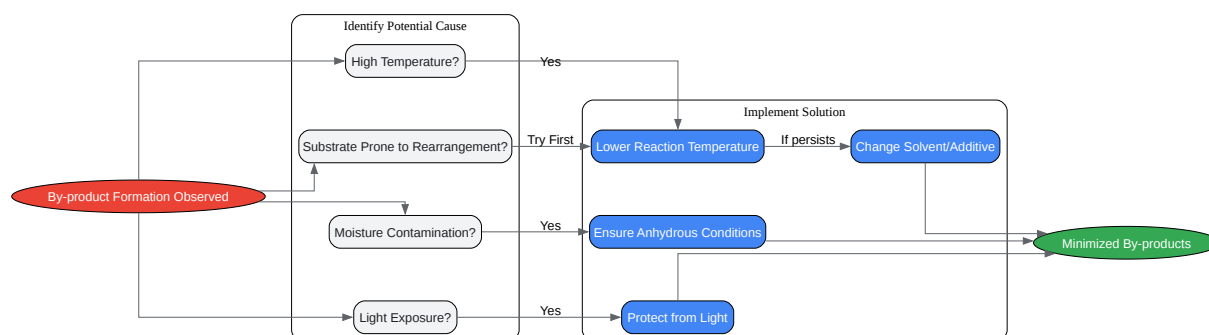 Identify Potential Cause
High Temperature?
Yes
Implement Solution
Substrate Prone to Rearrangement?
Try First
Lower Reaction Temperature
If persists
Change Solvent/Additive
By-product Formation Observed
Moisture Contamination?
Yes
Ensure Anhydrous Conditions
Minimized By-products
Light Exposure?
Yes
Protect from Light